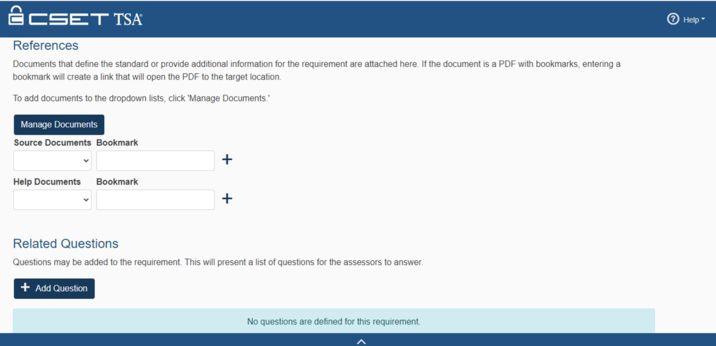 CSET TSA
Help
References
Documents that define the standard or provide additional information for the requirement are attached here. If the document is a PDF with bookmarks, entering a
bookmark will create a link that will open the PDF to the target location.
To add documents to the dropdown lists, click 'Manage Documents.'
Manage Documents
Source Documents Bookmark
Help Documents Bookmark
Related Questions
Questions may be added to the requirement. This will present a list of questions for the assessors to answer.
+ Add Question
No questions are defined for this requirement.